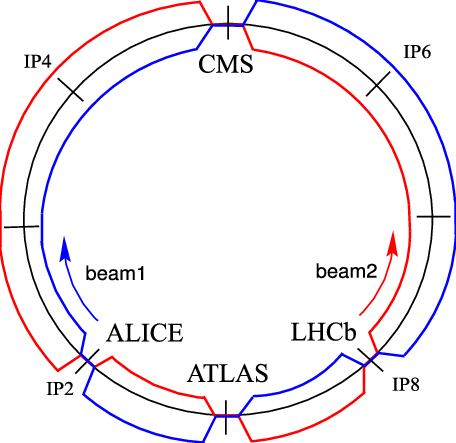 CMS
IP4
IP6
beam1
beam2
ALICE
LHCb
ATLAS
IP2
IP8